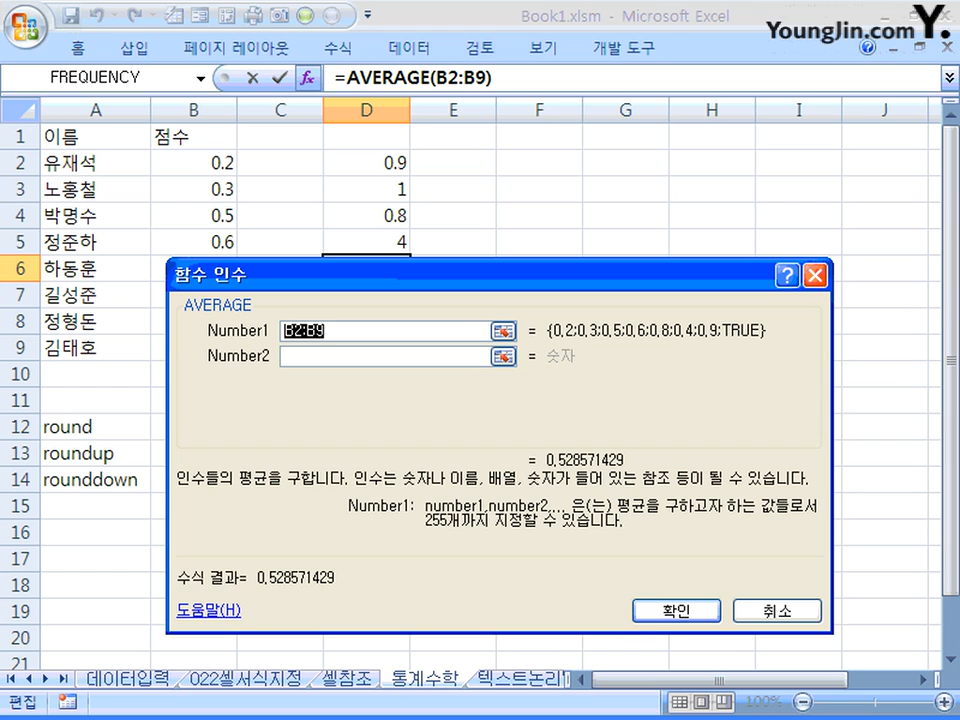 Book1.xlsm - Microsoft Excel
YoungJin.com Y.
홈 삽입 페이지 레이아웃 수식 데이터 검토 보기 개발 도구
FREQUENCY fx =AVERAGE(B2:B9)
A B C D E F G H I J
1 이름 점수
2 유재석 0.2 0.9
3 노홍철 0.3 1
4 박명수 0.5 0.8
5 정준하 0.6 4
6 하동훈
7 길성준
8 정형돈
9 김태호
10
11
12 round
13 roundup
14 rounddown
15
16
17
18
19
20
21
함수 인수
AVERAGE
Number1 B2:B9 = {0.2;0.3;0.5;0.6;0.8;0.4;0.9;TRUE}
Number2 = 숫자
= 0.528571429
인수들의 평균을 구합니다. 인수는 숫자나 이름, 배열, 숫자가 들어 있는 참조 등이 될 수 있습니다.
Number1: number1,number2,... 은(는) 평균을 구하고자 하는 값들로서
255개까지 지정할 수 있습니다.
수식 결과= 0.528571429
도움말(H) 확인 취소
데이터입력 022셀서식지정 셀참조 통계수학 텍스트논리
편집 100%